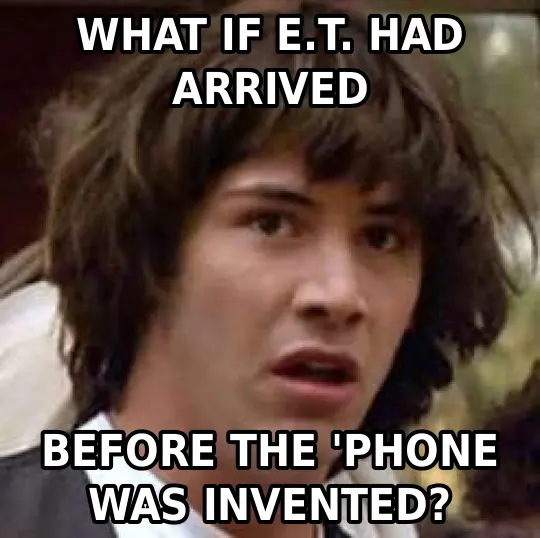 WHAT IF E.T. HAD
ARRIVED
BEFORE THE 'PHONE
WAS INVENTED?